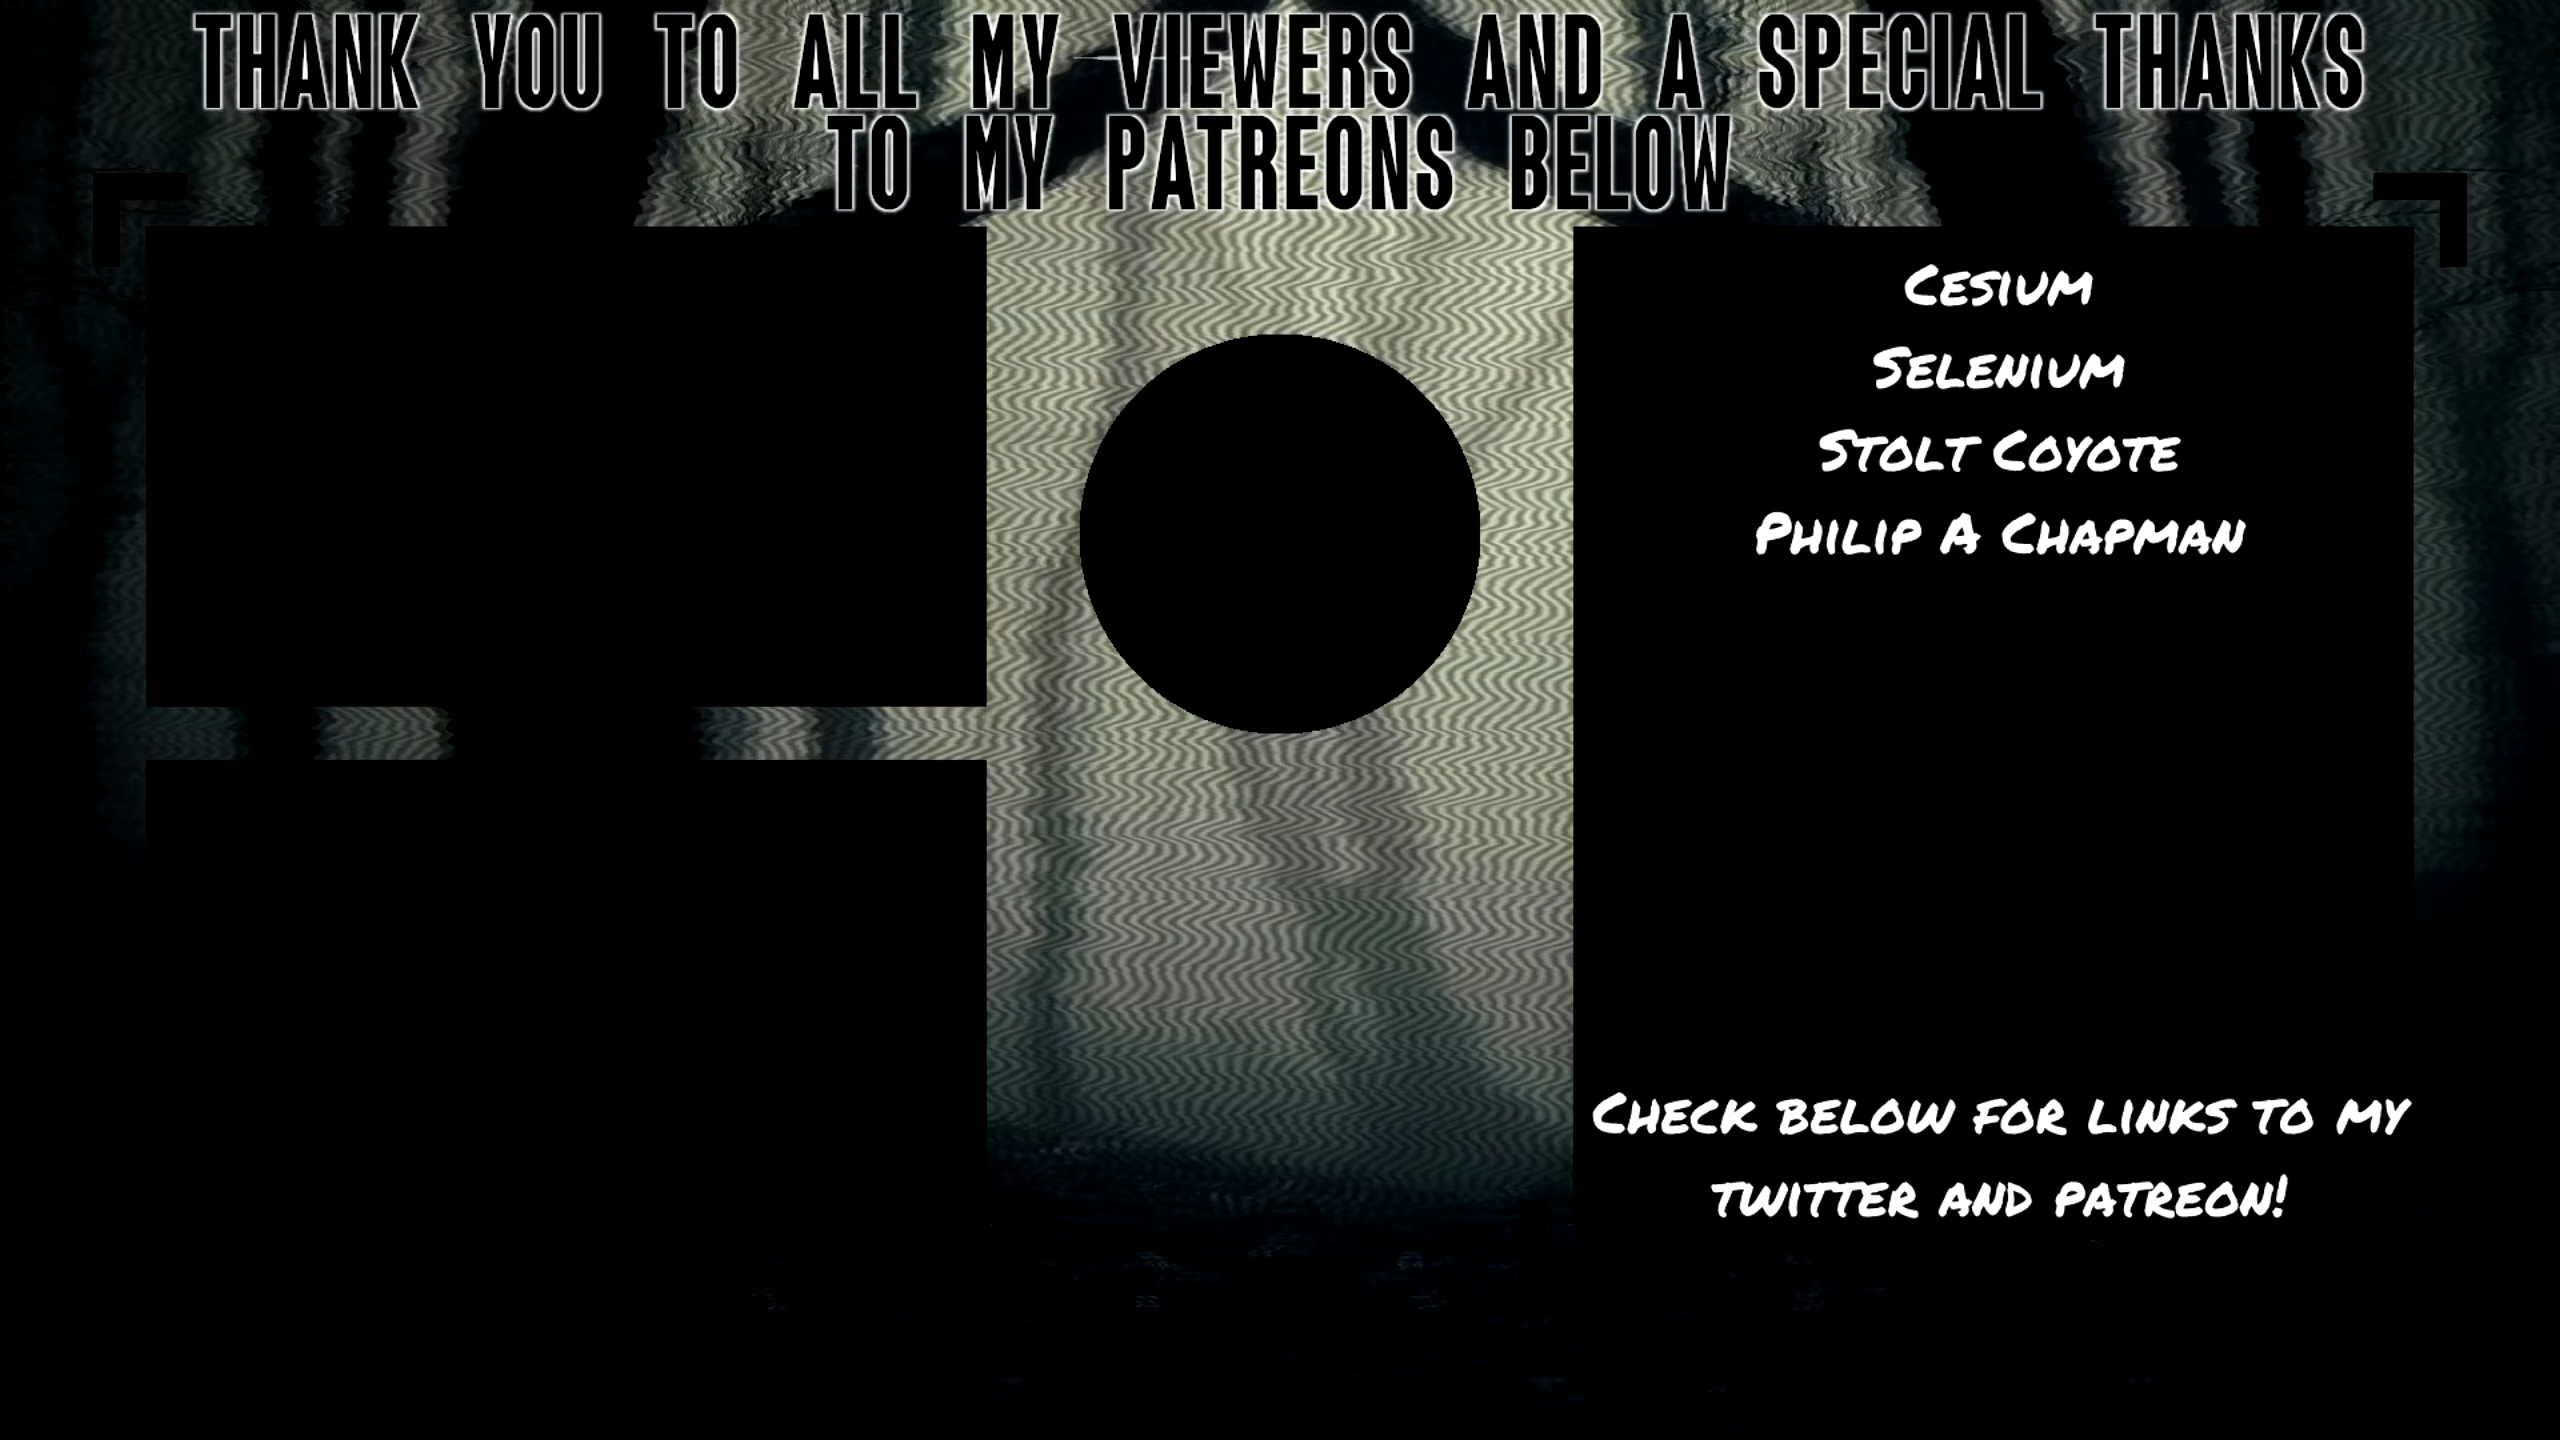 THANK YOU TO ALL MY VIEWERS AND A SPECIAL THANKS
TO MY PATREONS BELOW
CESIUM
SELENIUM
STOLT COYOTE
PHILIP A CHAPMAN
CHECK BELOW FOR LINKS TO MY
TWITTER AND PATREON!